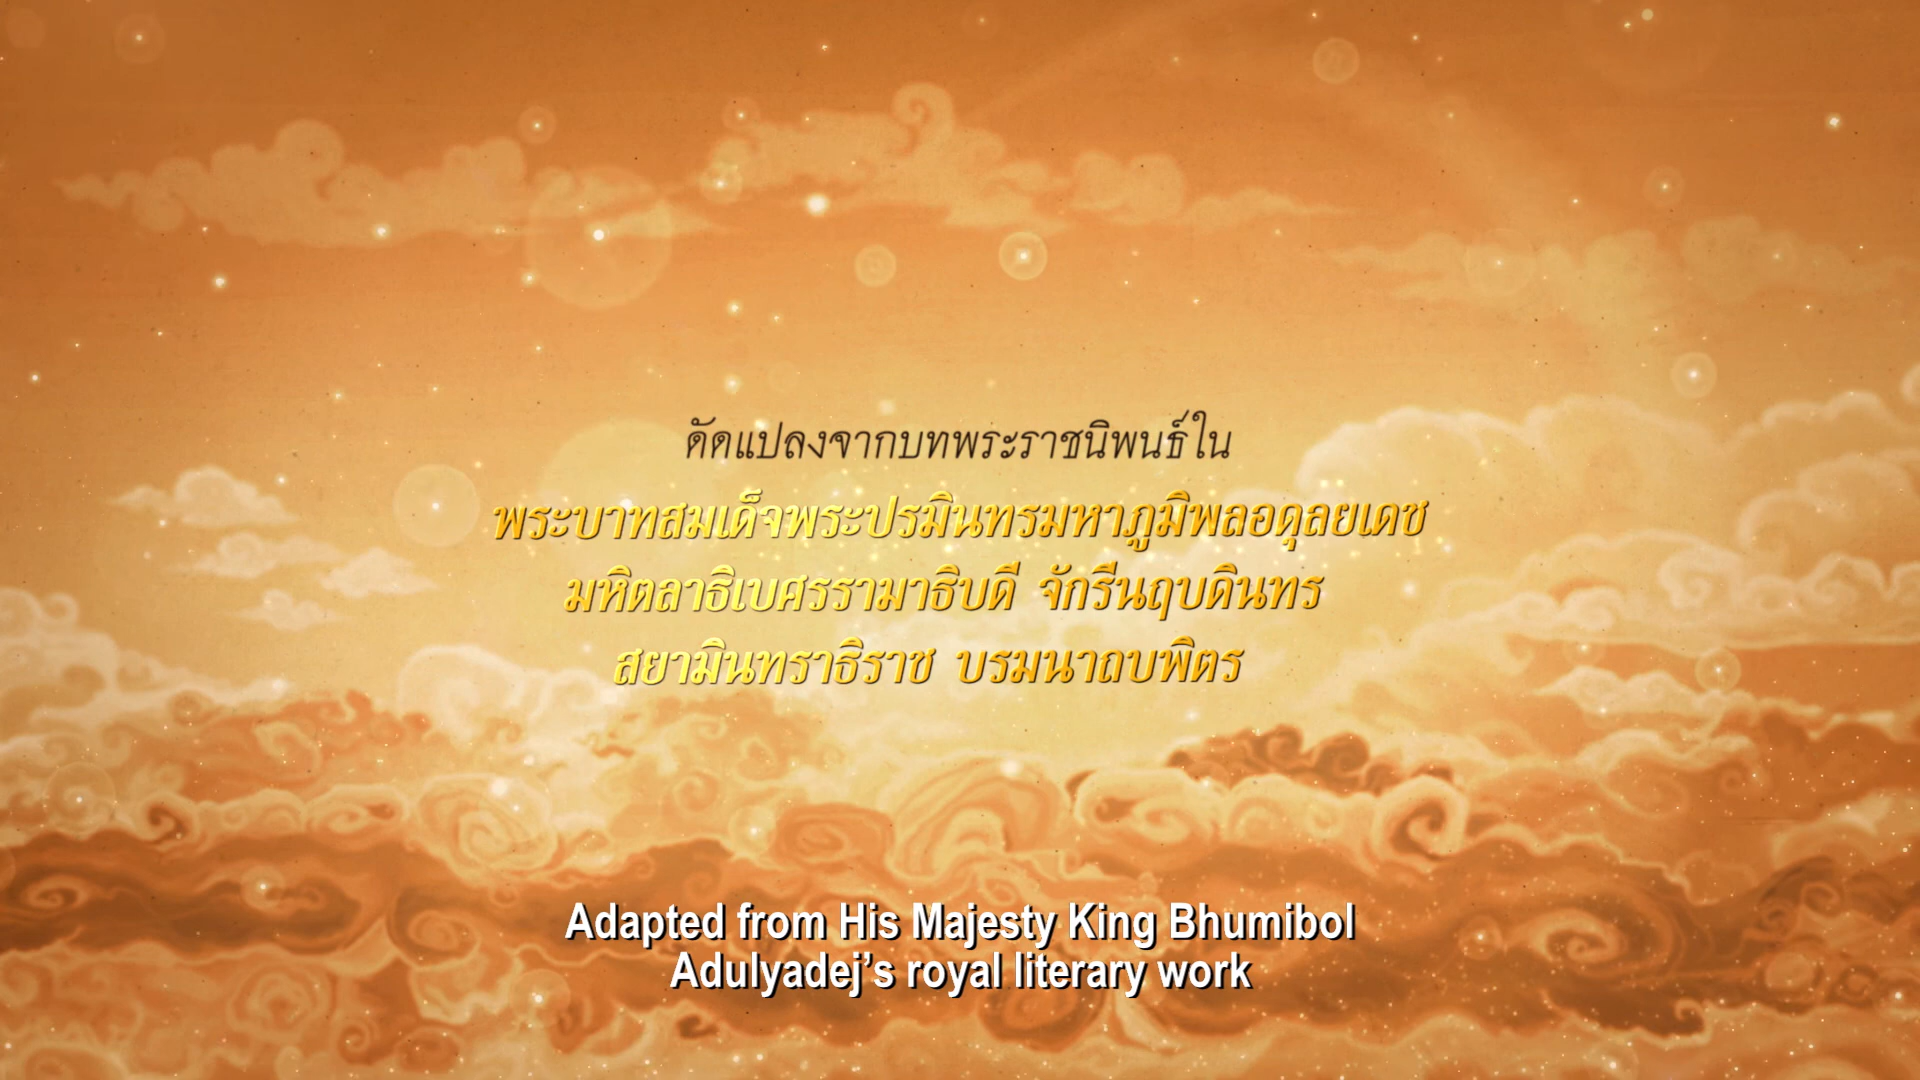 ดัดแปลงจากบทพระราชนิพนธ์ใน
พระบาทสมเด็จพระปรมินทรมหาภูมิพลอดุลยเดช
มหิตลาธิเบศรรามาธิบดี จักรีนฤบดินทร
สยามินทราธิราช บรมนาถบพิตร
Adapted from His Majesty King Bhumibol
Adulyadej’s royal literary work